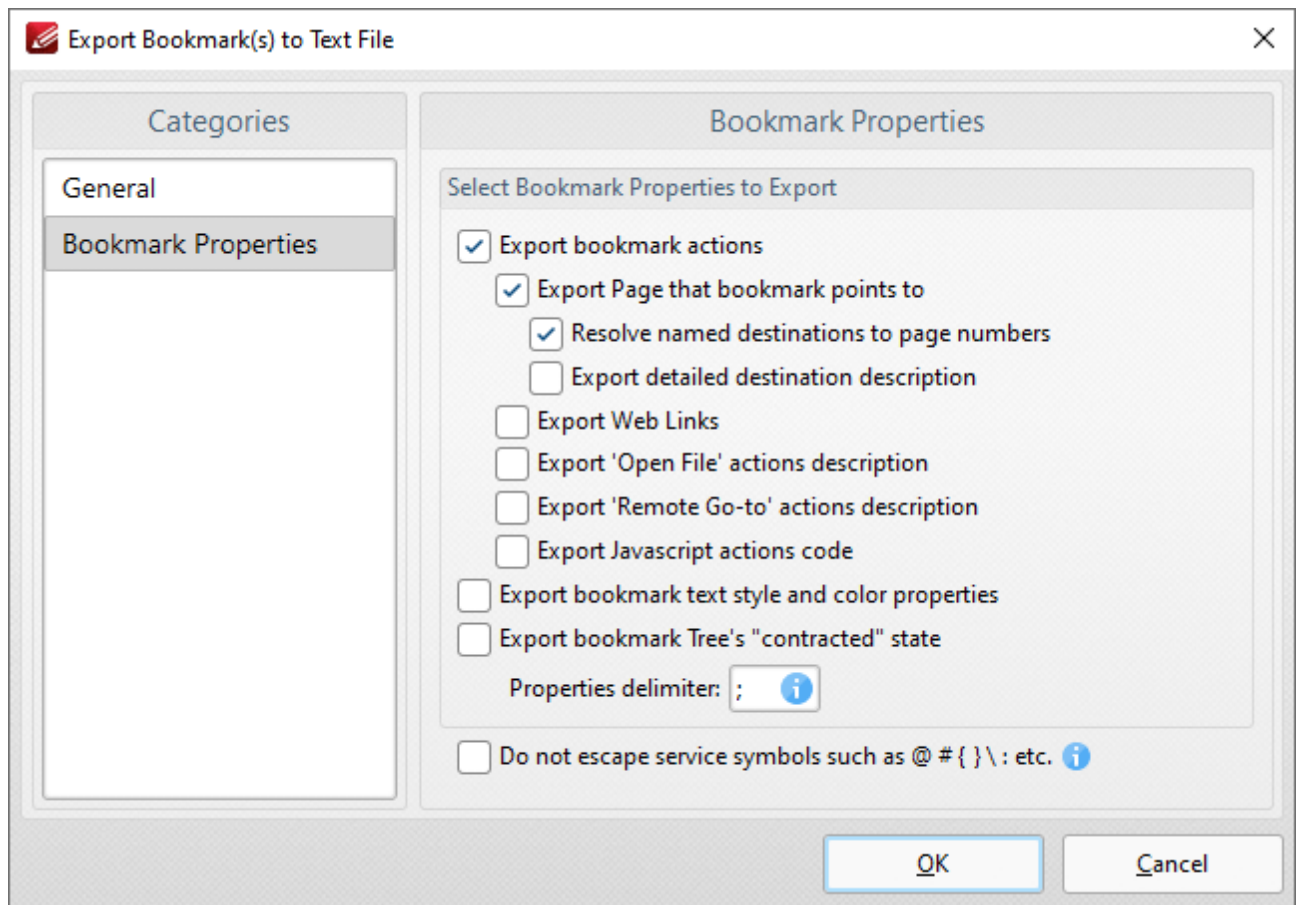 Export Bookmark(s) to Text File
Categories
General
Bookmark Properties
Bookmark Properties
Select Bookmark Properties to Export
Export bookmark actions
Export Page that bookmark points to
Resolve named destinations to page numbers
Export detailed destination description
Export Web Links
Export 'Open File' actions description
Export 'Remote Go-to' actions description
Export Javascript actions code
Export bookmark text style and color properties
Export bookmark Tree's "contracted" state
Properties delimiter: ;
Do not escape service symbols such as @ # { } \ : etc.
OK
Cancel